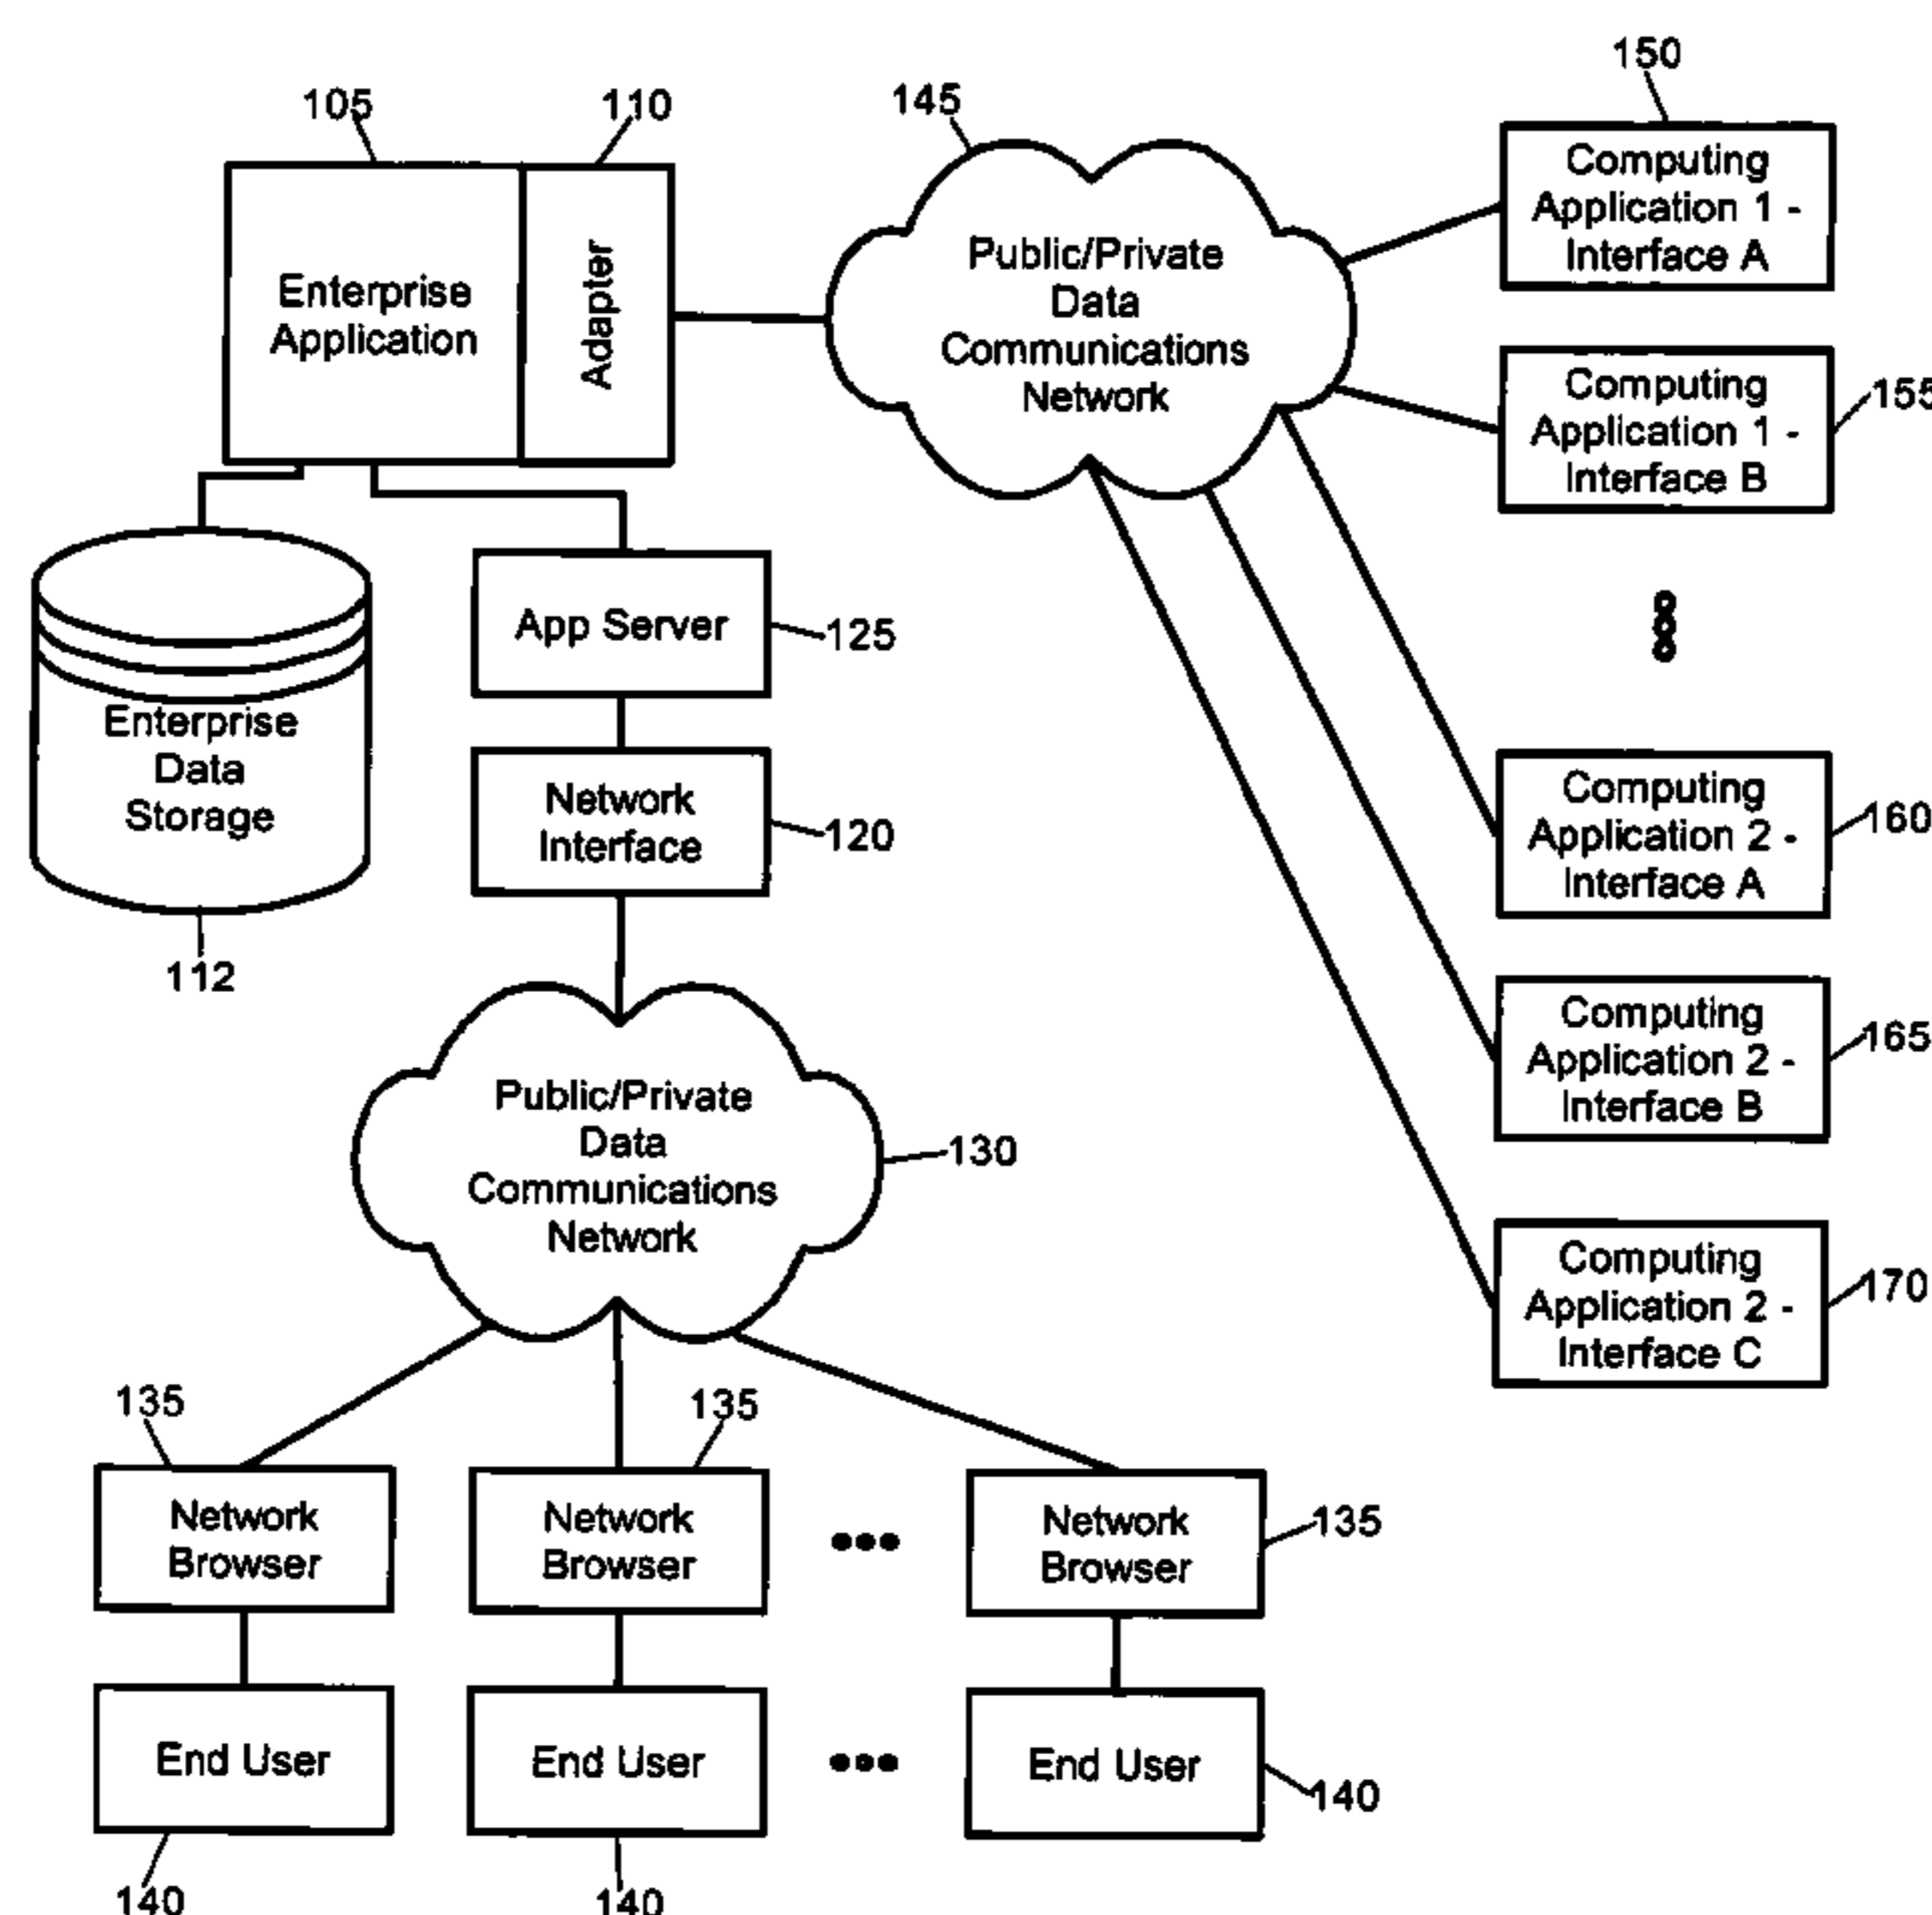 105
110
145
150
Enterprise
Application
Adapter
Public/Private
Data
Communications
Network
Computing
Application 1 -
Interface A
Computing
Application 1 -
Interface B
155
App Server
125
Enterprise
Data
Storage
112
Network
Interface
120
Computing
Application 2 -
Interface A
160
Computing
Application 2 -
Interface B
165
Public/Private
Data
Communications
Network
130
Computing
Application 2 -
Interface C
170
135
135
Network
Browser
Network
Browser
Network
Browser
135
End User
End User
End User
140
140
140